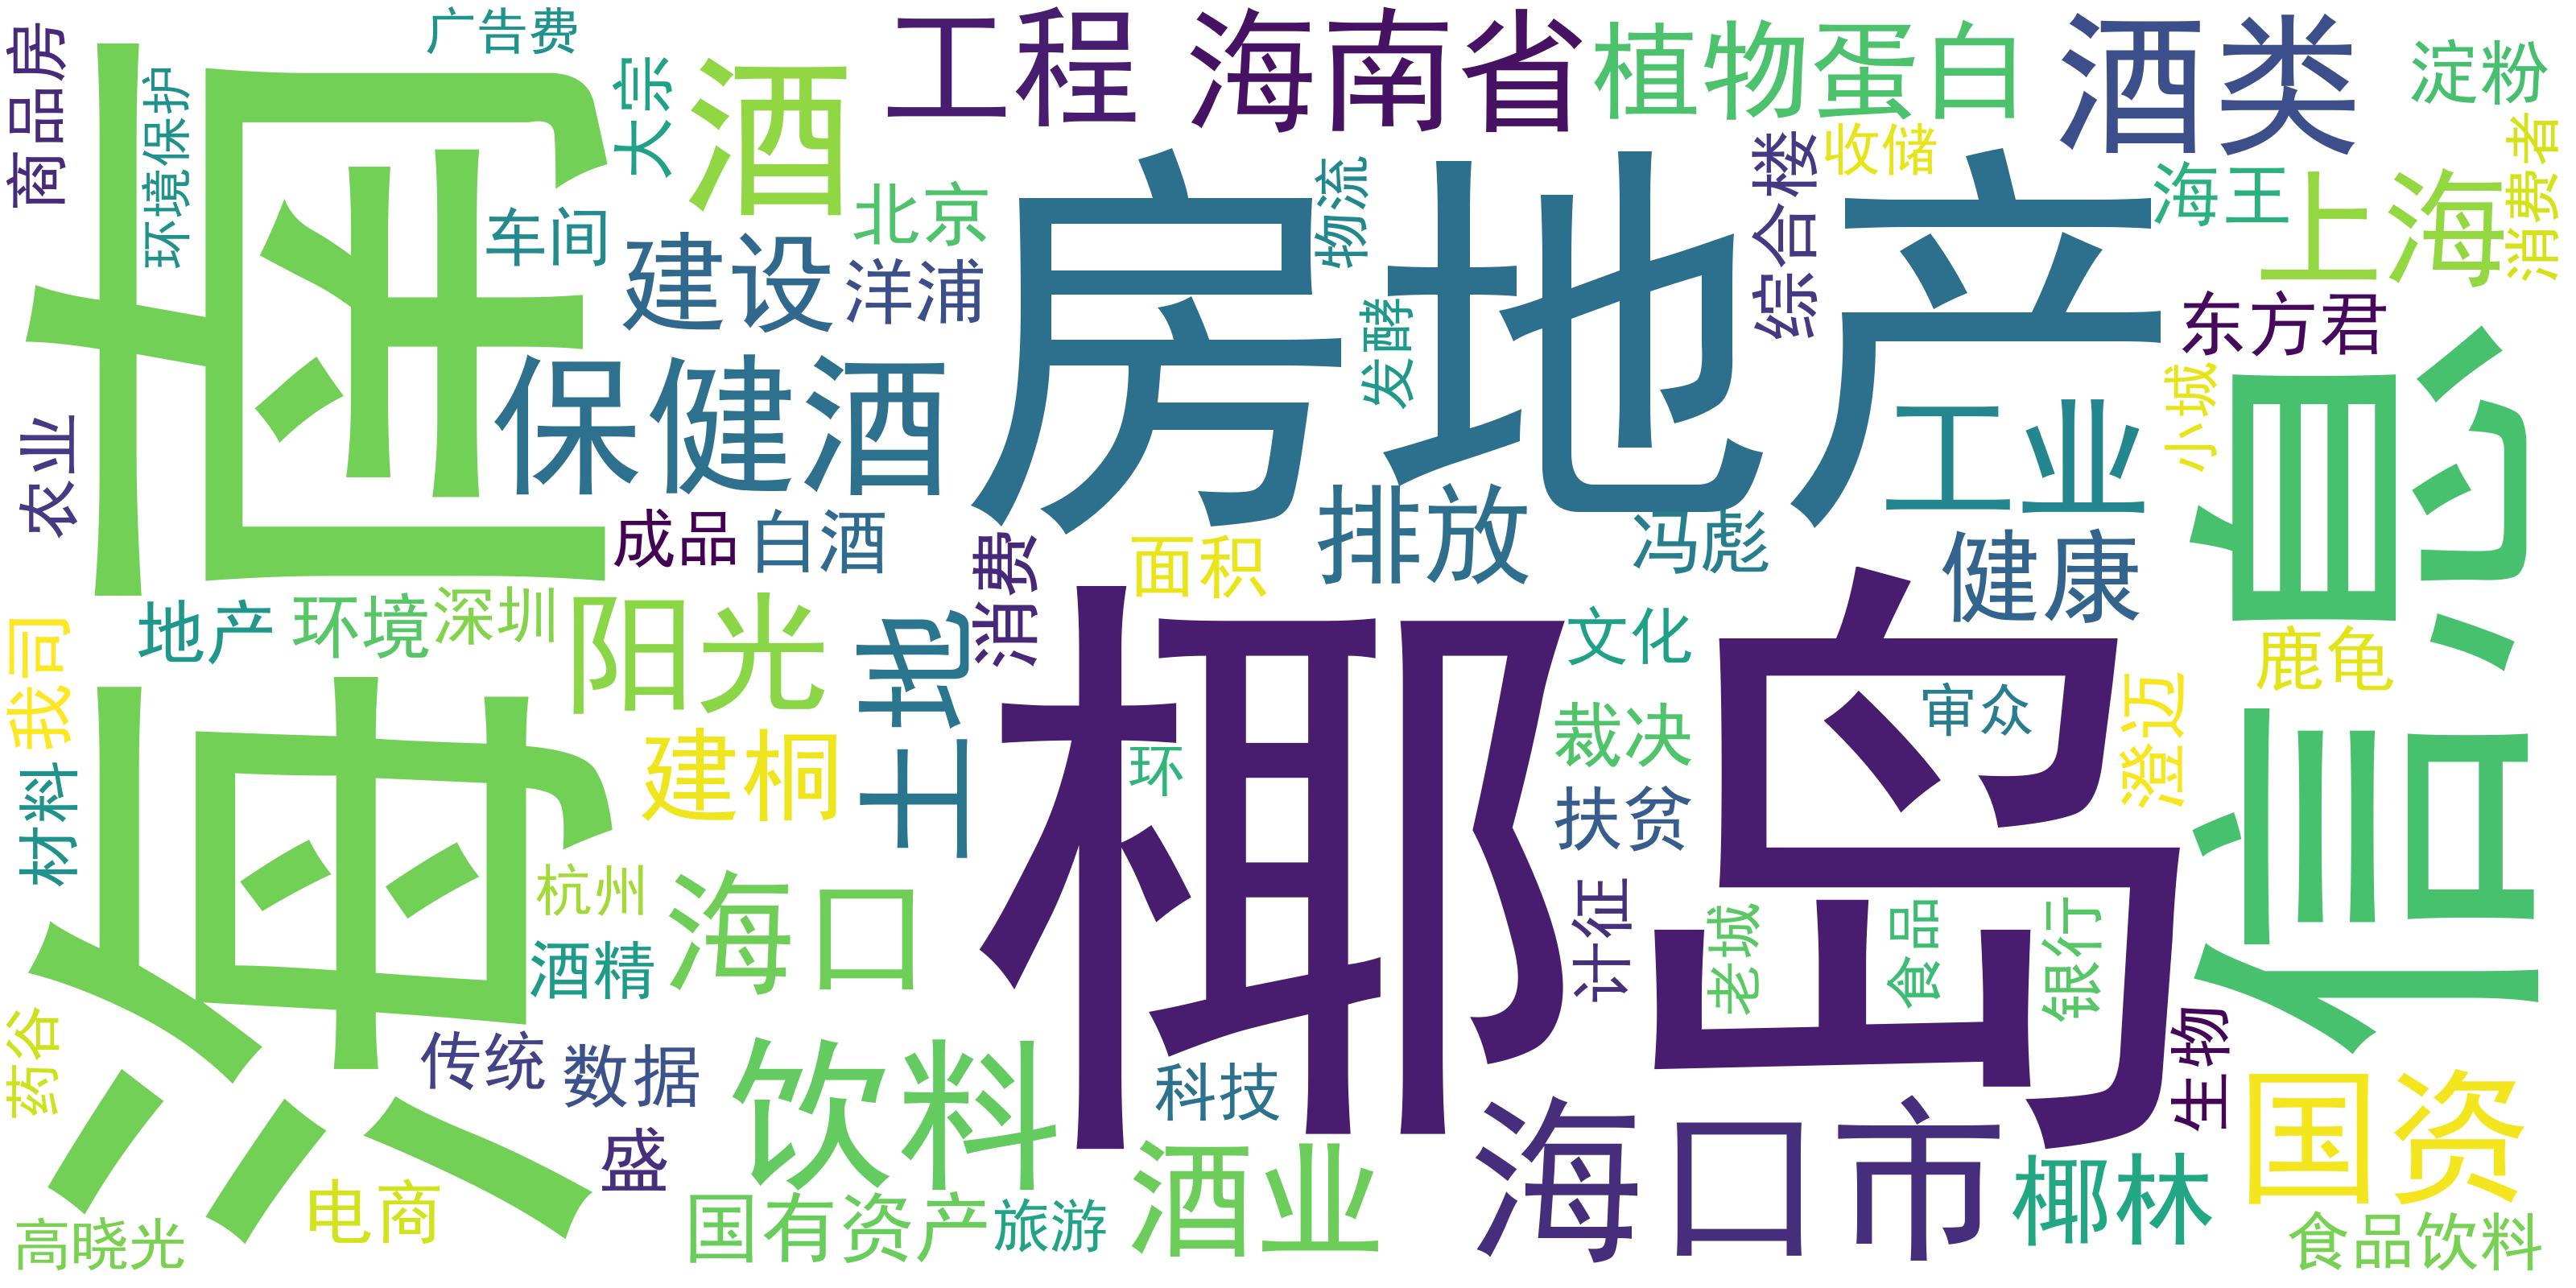 商品房
环境保护
广告费
大宗
酒
工程
海南省
植物蛋白
酒类
淀粉
海南
车间
建设
北京
洋浦
房地产
物流
发酵
综合楼
收储
海王
上海
消费者
东方君
小城
农业
保健酒
成品
白酒
消费
面积
排放
冯彪
工业
健康
信息
鹿龟
我司
地产
环境
深圳
阳光
土地
椰岛
文化
审众
裁决
澄迈
材料
建桐
环
扶贫
杭州
酒精
海口
计征
老城
食品
银行
药谷
传统
数据
饮料
科技
生物
国资
盛
海口市
椰林
高晓光
电商
国有资产
旅游
酒业
食品饮料